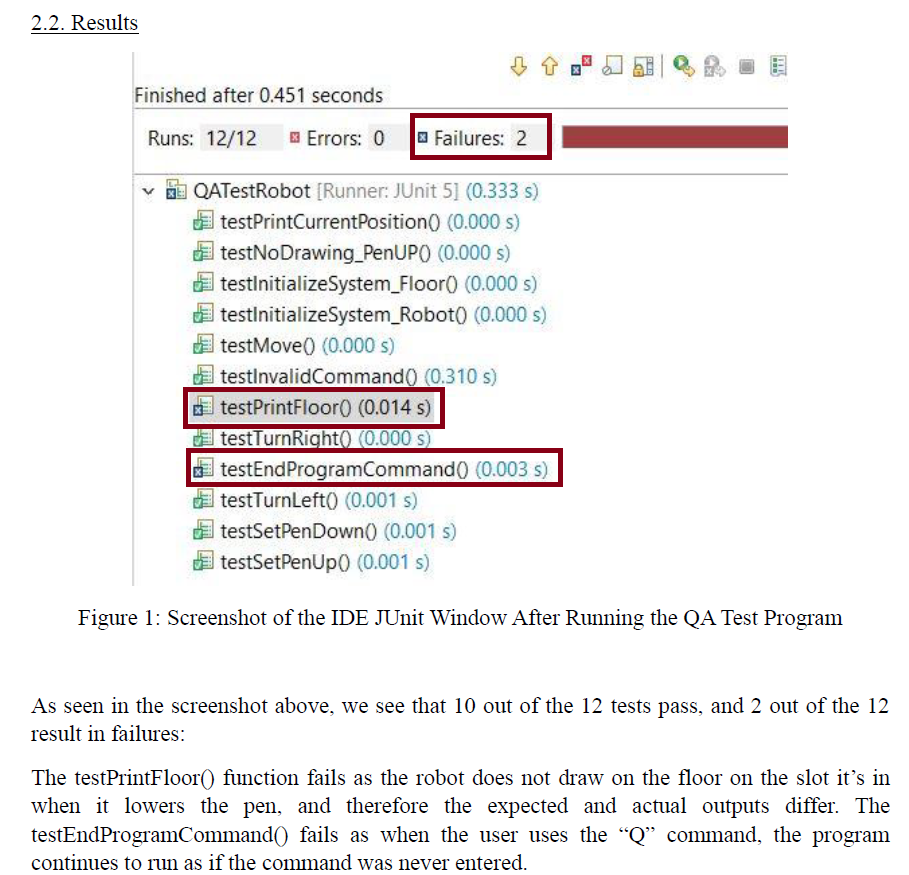 2.2. Results
Finished after 0.451 seconds
Runs: 12/12 Errors: 0 Failures: 2
QATestRobot [Runner: JUnit 5] (0.333 s)
testPrintCurrentPosition() (0.000 s)
testNoDrawing_PenUP() (0.000 s)
testInitializeSystem_Floor() (0.000 s)
testInitializeSystem_Robot() (0.000 s)
testMove() (0.000 s)
testInvalidCommand() (0.310 s)
testPrintFloor() (0.014 s)
testTurnRight() (0.000 s)
testEndProgramCommand() (0.003 s)
testTurnLeft() (0.001 s)
testSetPenDown() (0.001 s)
testSetPenUp() (0.001 s)
Figure 1: Screenshot of the IDE JUnit Window After Running the QA Test Program
As seen in the screenshot above, we see that 10 out of the 12 tests pass, and 2 out of the 12
result in failures:
The testPrintFloor() function fails as the robot does not draw on the floor on the slot it’s in
when it lowers the pen, and therefore the expected and actual outputs differ. The
testEndProgramCommand() fails as when the user uses the “Q” command, the program
continues to run as if the command was never entered.